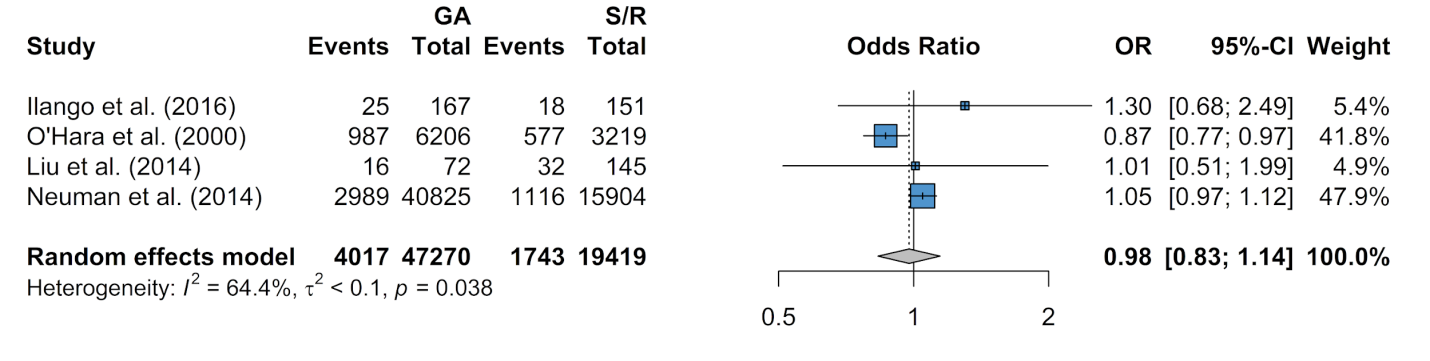 GA S/R
Study Events Total Events Total Odds Ratio OR 95%-CI Weight
Ilango et al. (2016) 25 167 18 151 1.30 [0.68; 2.49] 5.4%
O'Hara et al. (2000) 987 6206 577 3219 0.87 [0.77; 0.97] 41.8%
Liu et al. (2014) 16 72 32 145 1.01 [0.51; 1.99] 4.9%
Neuman et al. (2014) 2989 40825 1116 15904 1.05 [0.97; 1.12] 47.9%
Random effects model 4017 47270 1743 19419 0.98 [0.83; 1.14] 100.0%
Heterogeneity: I² = 64.4%, τ² < 0.1, p = 0.038
0.5 1 2